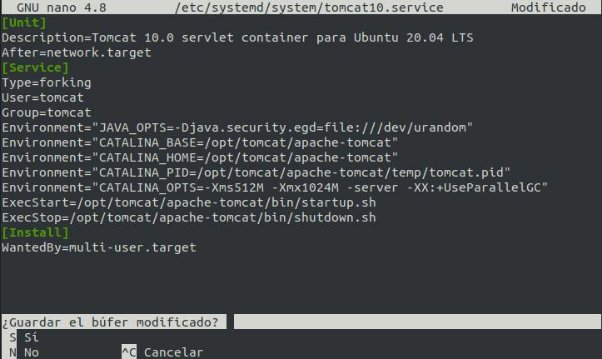 GNU nano 4.8 /etc/systemd/system/tomcat10.service Modificado
[Unit]
Description=Tomcat 10.0 servlet container para Ubuntu 20.04 LTS
After=network.target
[Service]
Type=forking
User=tomcat
Group=tomcat
Environment="JAVA_OPTS=-Djava.security.egd=file:///dev/urandom"
Environment="CATALINA_BASE=/opt/tomcat/apache-tomcat"
Environment="CATALINA_HOME=/opt/tomcat/apache-tomcat"
Environment="CATALINA_PID=/opt/tomcat/apache-tomcat/temp/tomcat.pid"
Environment="CATALINA_OPTS=-Xms512M -Xmx1024M -server -XX:+UseParallelGC"
ExecStart=/opt/tomcat/apache-tomcat/bin/startup.sh
ExecStop=/opt/tomcat/apache-tomcat/bin/shutdown.sh
[Install]
WantedBy=multi-user.target
¿Guardar el búfer modificado?
S Sí
N No ^C Cancelar